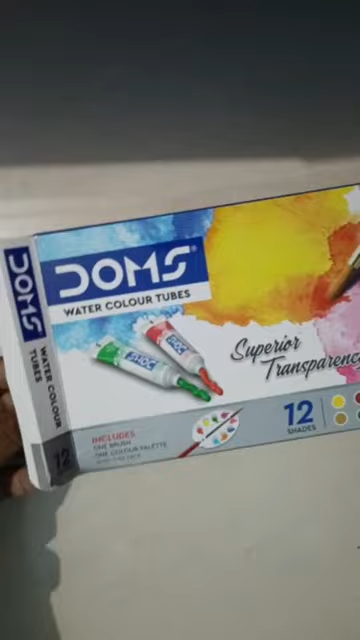 DOMS
WATER COLOUR TUBES
Superior
Transparency
INCLUDES
ONE BRUSH
ONE COLOUR PALETTE
12
SHADES
DOMS
WATER COLOUR
TUBES
12
DOMS